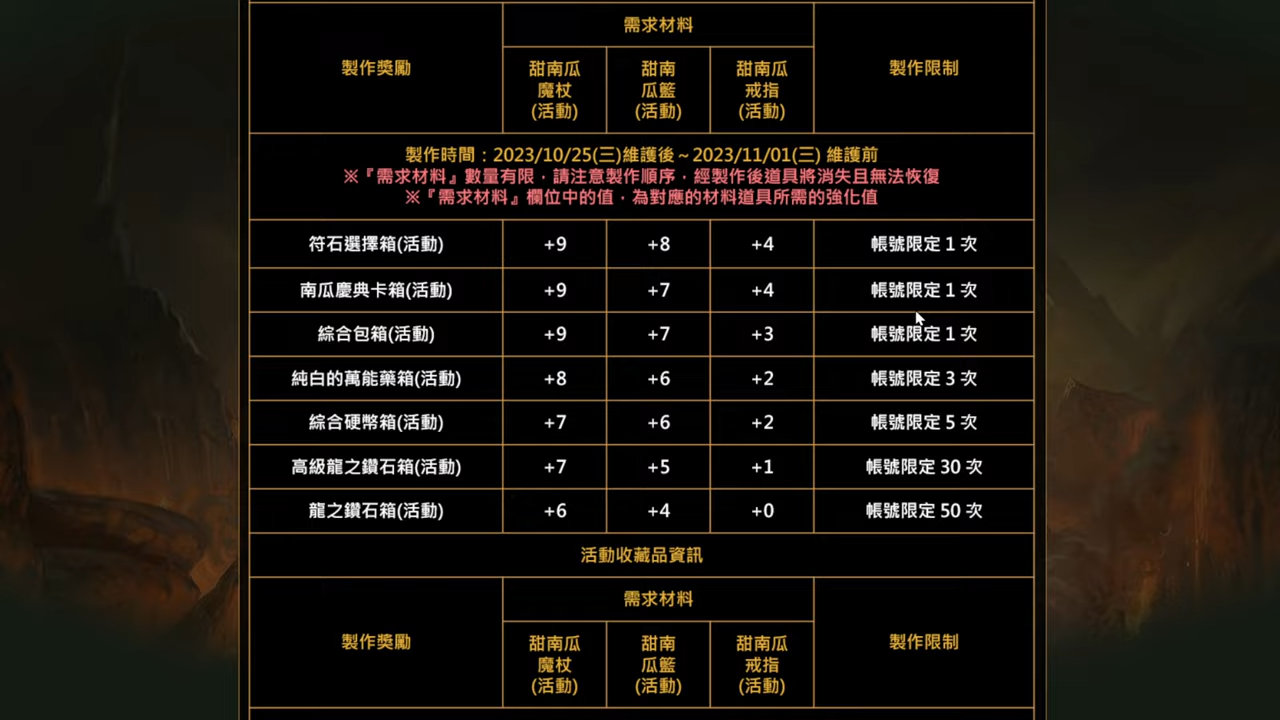 製作獎勵
需求材料
製作限制
甜南瓜
魔杖
(活動)
甜南
瓜籃
(活動)
甜南瓜
戒指
(活動)
製作時間：2023/10/25(三)維護後～2023/11/01(三) 維護前
※『需求材料』數量有限，請注意製作順序，經製作後道具將消失且無法恢復
※『需求材料』欄位中的值，為對應的材料道具所需的強化值
符石選擇箱(活動) +9 +8 +4 帳號限定 1 次
南瓜慶典卡箱(活動) +9 +7 +4 帳號限定 1 次
綜合包箱(活動) +9 +7 +3 帳號限定 1 次
純白的萬能藥箱(活動) +8 +6 +2 帳號限定 3 次
綜合硬幣箱(活動) +7 +6 +2 帳號限定 5 次
高級龍之鑽石箱(活動) +7 +5 +1 帳號限定 30 次
龍之鑽石箱(活動) +6 +4 +0 帳號限定 50 次
活動收藏品資訊
製作獎勵
需求材料
製作限制
甜南瓜
魔杖
(活動)
甜南
瓜籃
(活動)
甜南瓜
戒指
(活動)